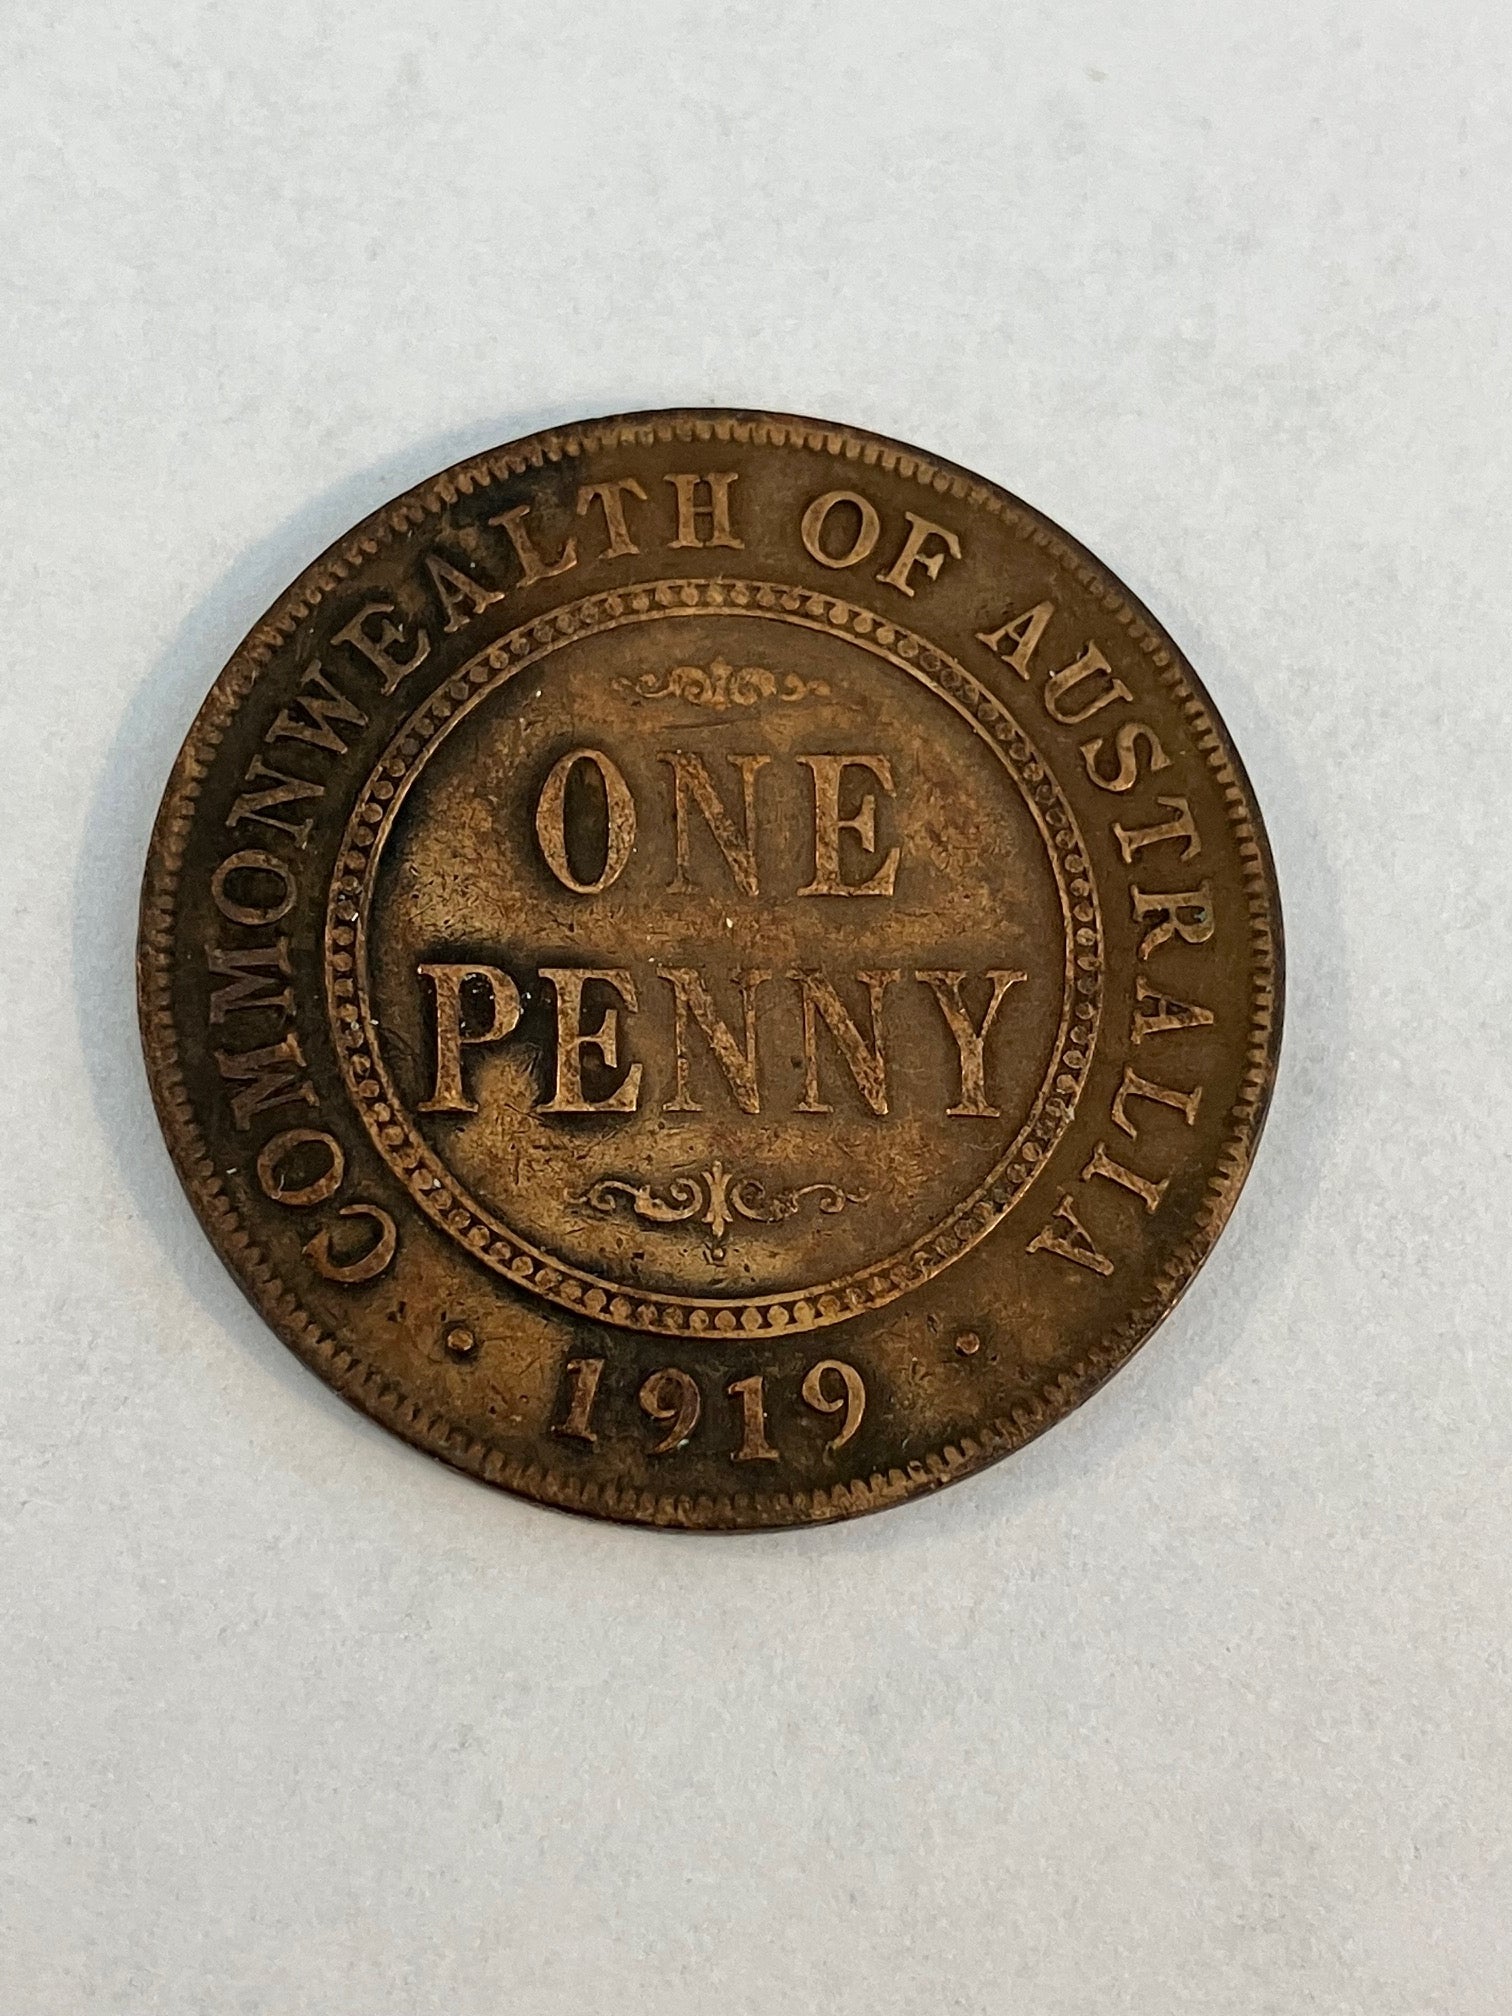 COMMONWEALTH OF AUSTRALIA
ONE
PENNY
· 1919 ·